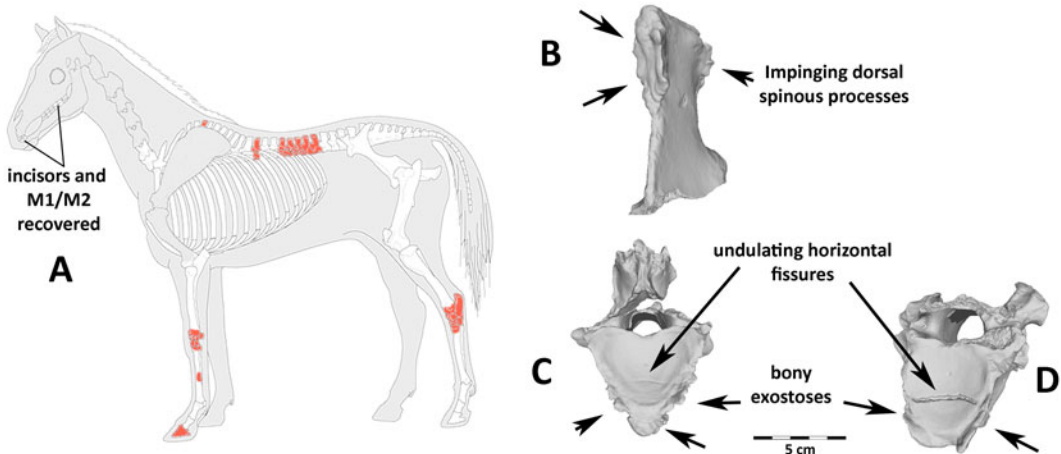 incisors and
M1/M2
recovered
A
B
Impinging dorsal
spinous processes
undulating horizontal
fissures
C
bony
exostoses
D
5 cm